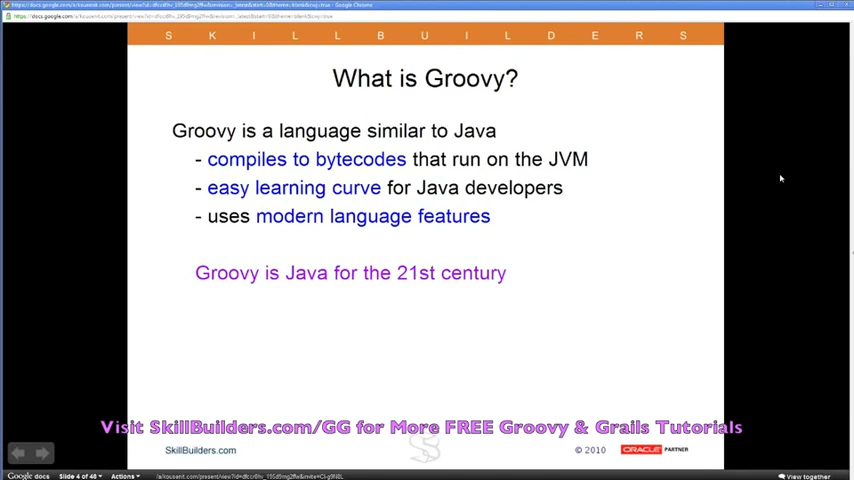 Google Chrome
S K I L L B U I L D E R S
What is Groovy?
Groovy is a language similar to Java
- compiles to bytecodes that run on the JVM
- easy learning curve for Java developers
- uses modern language features
Groovy is Java for the 21st century
Visit SkillBuilders.com/GG for More FREE Groovy & Grails Tutorials
SkillBuilders.com
© 2010
ORACLE PARTNER
Google docs Slide 4 of 48 Actions
View together